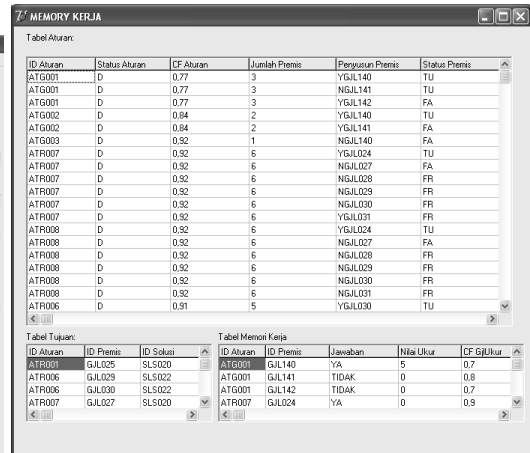 MEMORY KERJA
Tabel Aturan:
ID Aturan Status Aturan CF Aturan Jumlah Premis Penyusun Premis Status Premis
ATG001 D 0,77 3 YGJL140 TU
ATG001 D 0,77 3 NGJL141 TU
ATG001 D 0,77 3 YGJL142 FA
ATG002 D 0,84 2 YGJL140 TU
ATG002 D 0,84 2 YGJL141 FA
ATG003 D 0,92 1 NGJL140 FA
ATR007 D 0,92 6 YGJL024 TU
ATR007 D 0,92 6 NGJL027 FA
ATR007 D 0,92 6 NGJL028 FR
ATR007 D 0,92 6 NGJL029 FR
ATR007 D 0,92 6 NGJL030 FR
ATR007 D 0,92 6 YGJL031 FR
ATR008 D 0,92 6 YGJL024 TU
ATR008 D 0,92 6 NGJL027 FA
ATR008 D 0,92 6 YGJL028 FR
ATR008 D 0,92 6 NGJL029 FR
ATR008 D 0,92 6 NGJL030 FR
ATR008 D 0,92 6 NGJL031 FR
ATR006 D 0,91 5 YGJL030 TU
Tabel Tujuan: Tabel Memori Kerja
ID Aturan ID Premis ID Solusi ID Aturan ID Premis Jawaban Nilai Ukur CF GjlUkur
ATR001 GJL025 SLS020 ATG001 GJL140 YA 5 0,7
ATR006 GJL029 SLS022 ATG001 GJL141 TIDAK 0 0,8
ATR006 GJL030 SLS022 ATG001 GJL142 TIDAK 0 0,7
ATR007 GJL027 SLS020 ATR007 GJL024 YA 0 0,9